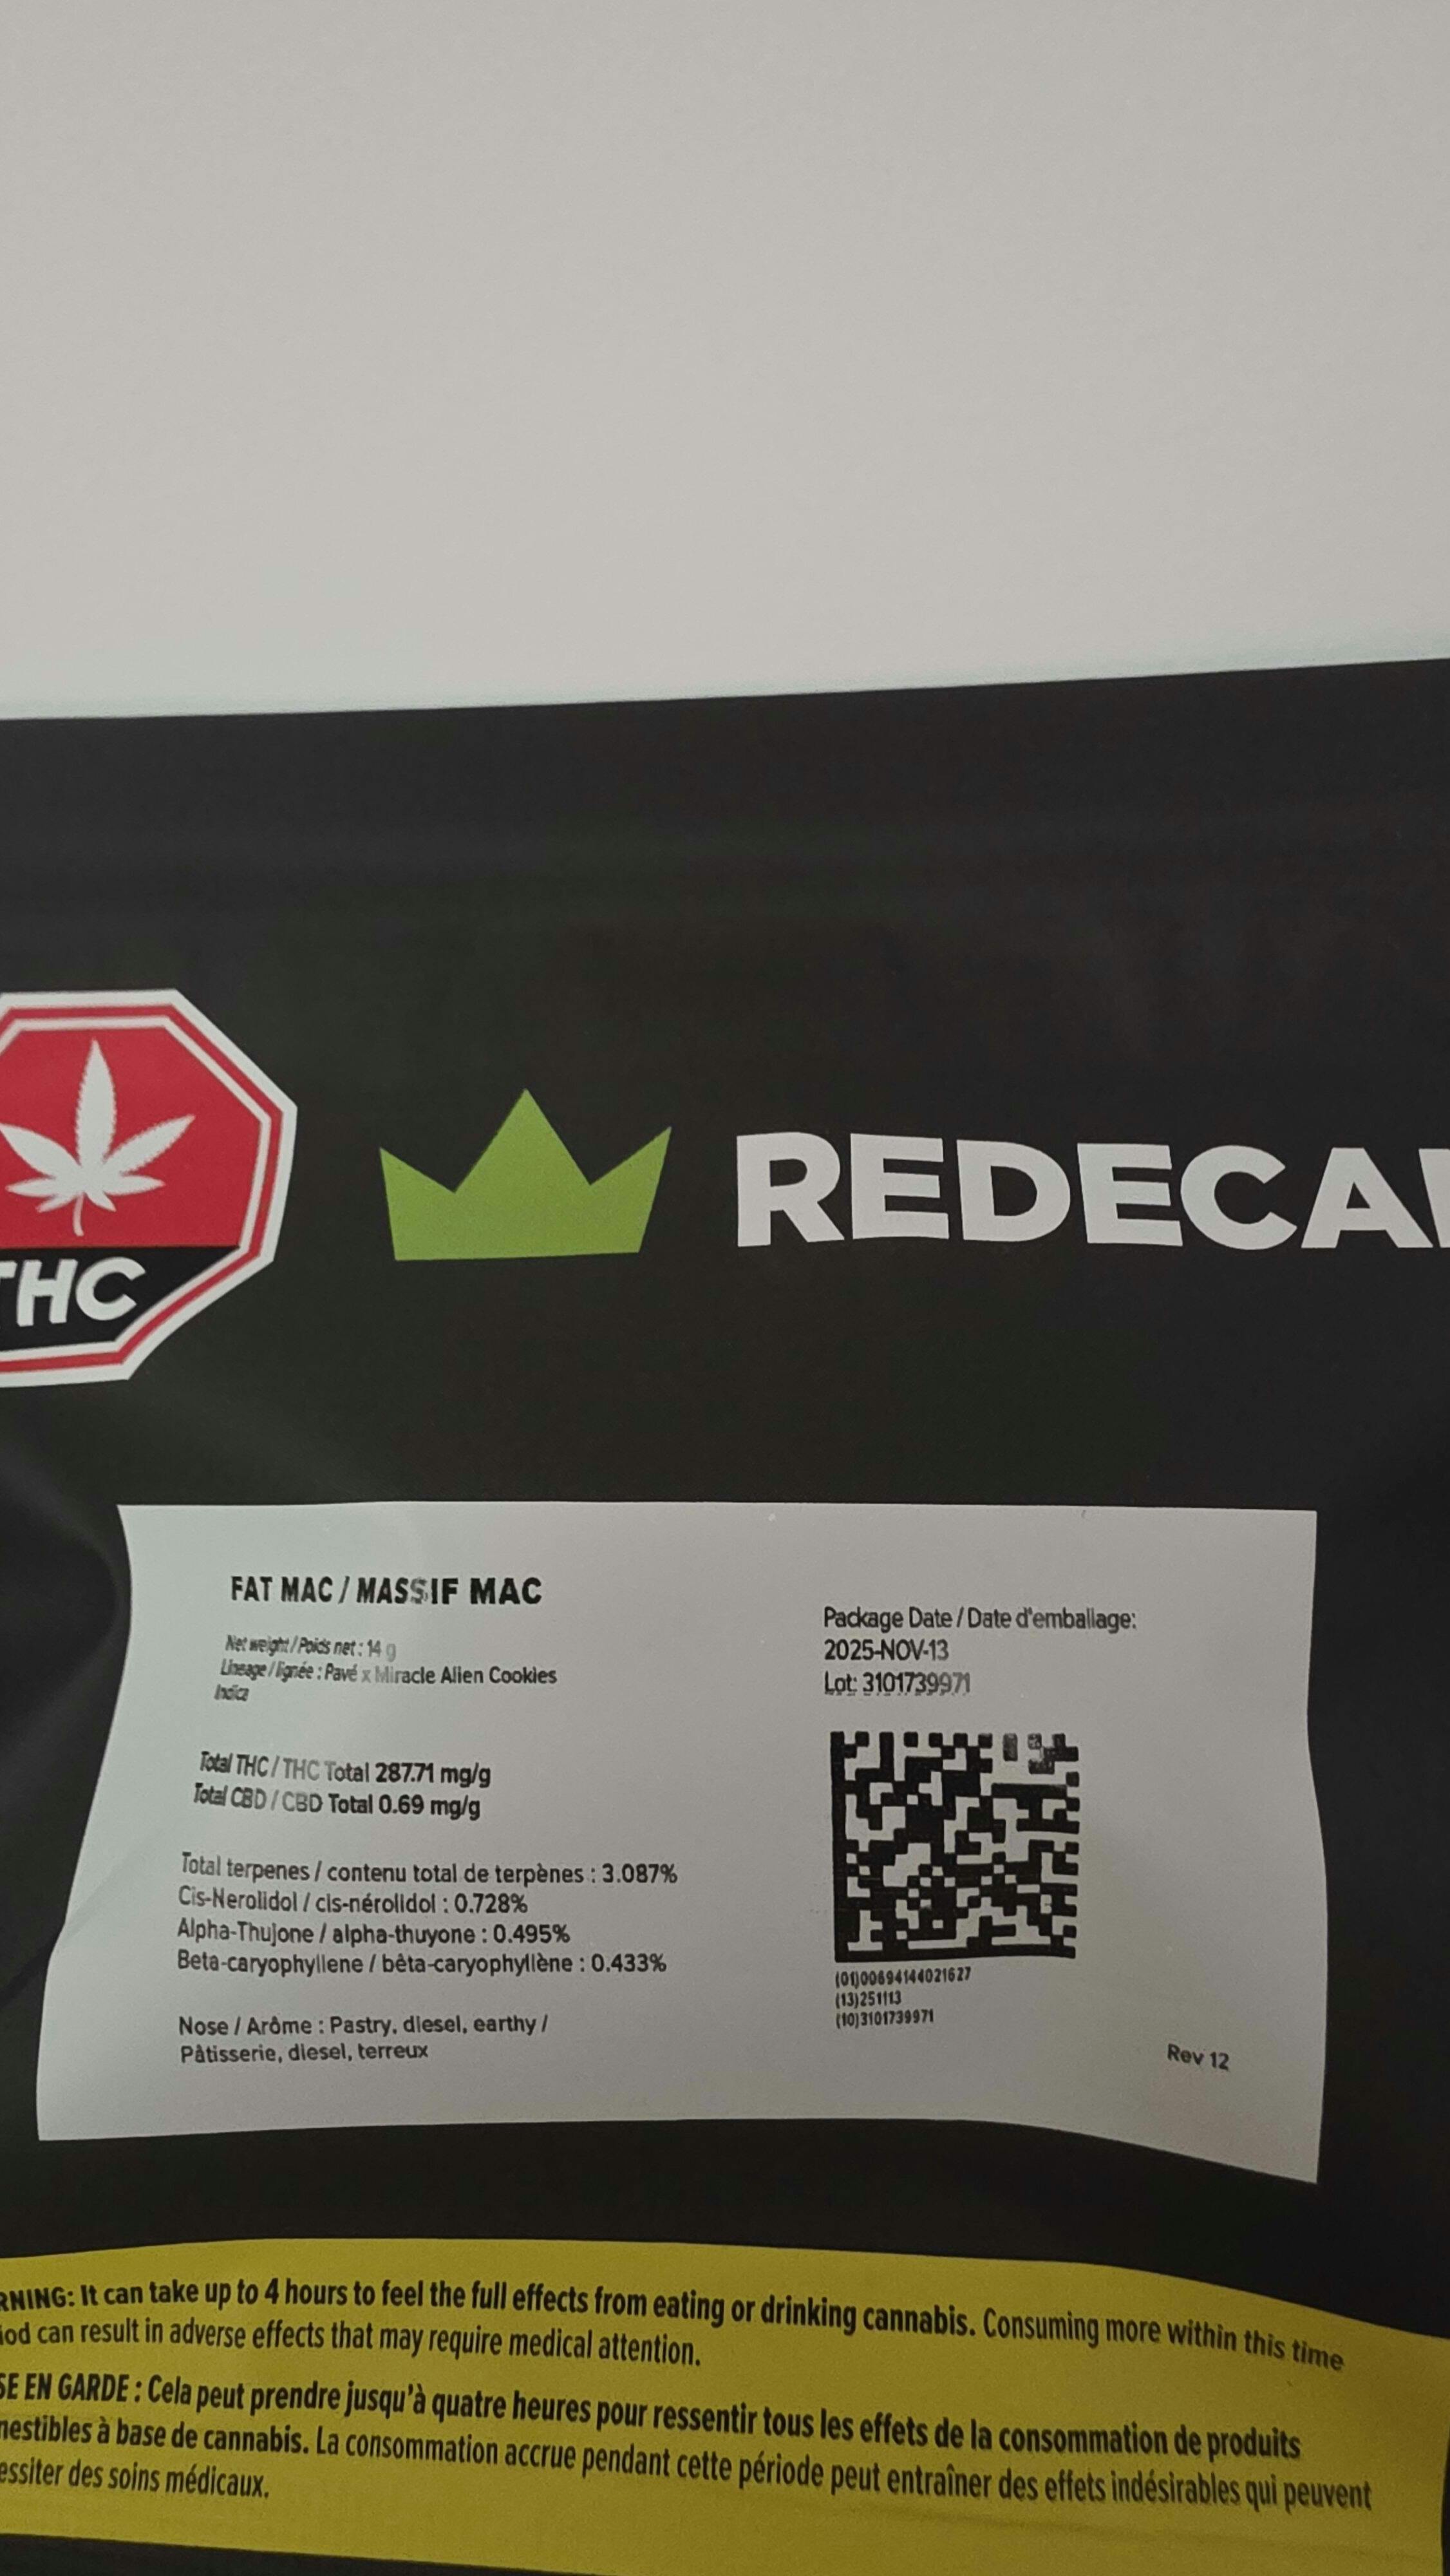 THC
REDECA
FAT MAC / MASSIF MAC
Net weight / Poids net : 14 g
Lineage / lignée : Pavé x Miracle Alien Cookies
Indica
Total THC / THC Total 287.71 mg/g
Total CBD / CBD Total 0.69 mg/g
Total terpenes / contenu total de terpènes : 3.087%
Cis-Nerolidol / cis-nérolidol : 0.728%
Alpha-Thujone / alpha-thuyone : 0.495%
Beta-caryophyllene / bêta-caryophyllène : 0.433%
Nose / Arôme : Pastry, diesel, earthy /
Pâtisserie, diesel, terreux
Package Date / Date d'emballage:
2025-NOV-13
Lot: 3101739971
(01)00694144021627
(13)251113
(10)3101739971
Rev 12
RNING: It can take up to 4 hours to feel the full effects from eating or drinking cannabis. Consuming more within this time
iod can result in adverse effects that may require medical attention.
SE EN GARDE : Cela peut prendre jusqu'à quatre heures pour ressentir tous les effets de la consommation de produits
nestibles à base de cannabis. La consommation accrue pendant cette période peut entraîner des effets indésirables qui peuvent
essiter des soins médicaux.